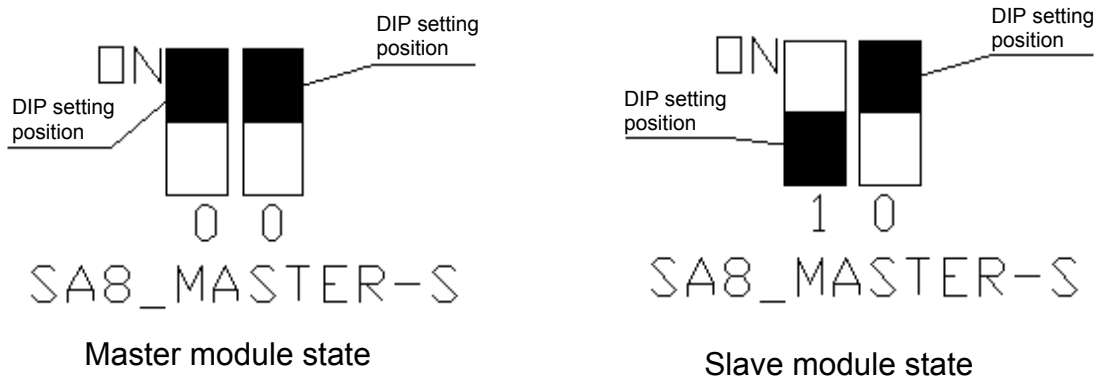 DIP setting
position
ON
DIP setting
position
0 0
SA8_MASTER-S
Master module state
DIP setting
position
ON
DIP setting
position
1 0
SA8_MASTER-S
Slave module state